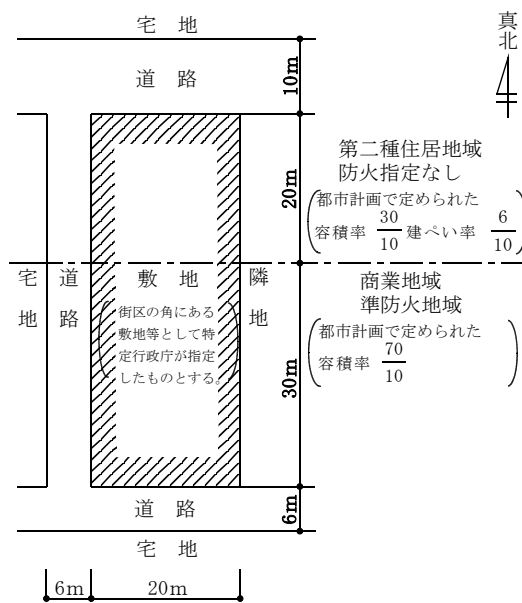 宅地
真北
道路
10m
第二種住居地域
防火指定なし
都市計画で定められた
容積率 30/10 建ぺい率 6/10
20m
宅地
道路
敷地
隣地
街区の角にある
敷地等として特
定行政庁が指定
したものとする。
商業地域
準防火地域
都市計画で定められた
容積率 70/10
30m
道路
6m
宅地
6m
20m